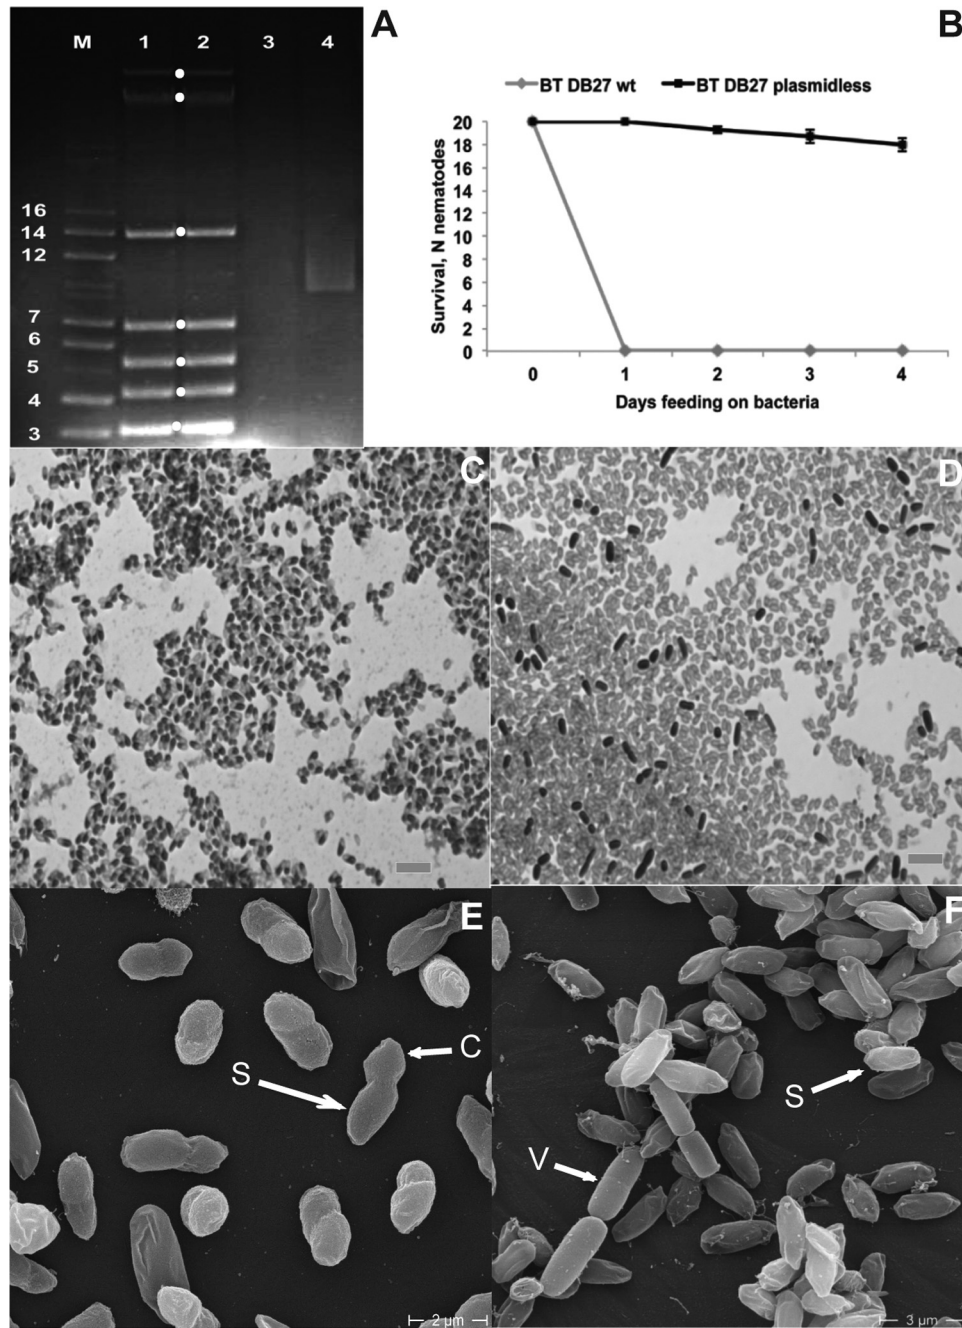 A
M 1 2 3 4
16
14
12
7
6
5
4
3
B
BT DB27 wt BT DB27 plasmidless
Survival, N nematodes
20
18
16
14
12
10
8
6
4
2
0
0 1 2 3 4
Days feeding on bacteria
C
D
E
S
C
2 µm
F
S
V
3 µm